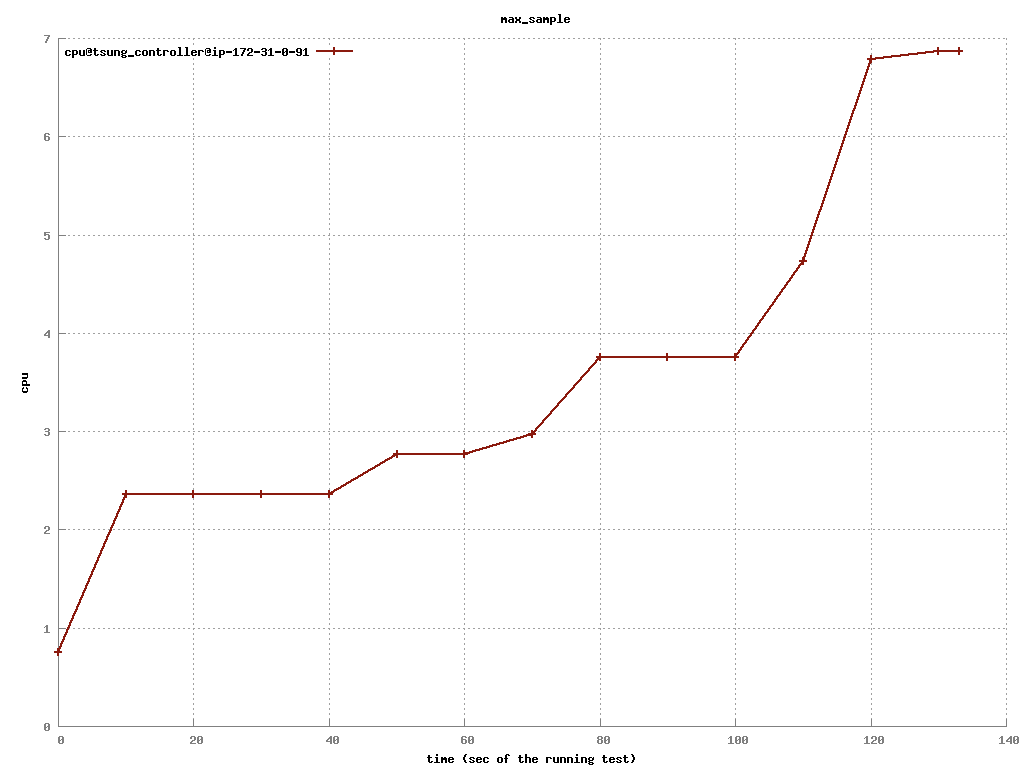 max_sample
cpu@tsung_controller@ip-172-31-0-91
7
6
5
4
3
2
1
0
cpu
0 20 40 60 80 100 120 140
time (sec of the running test)